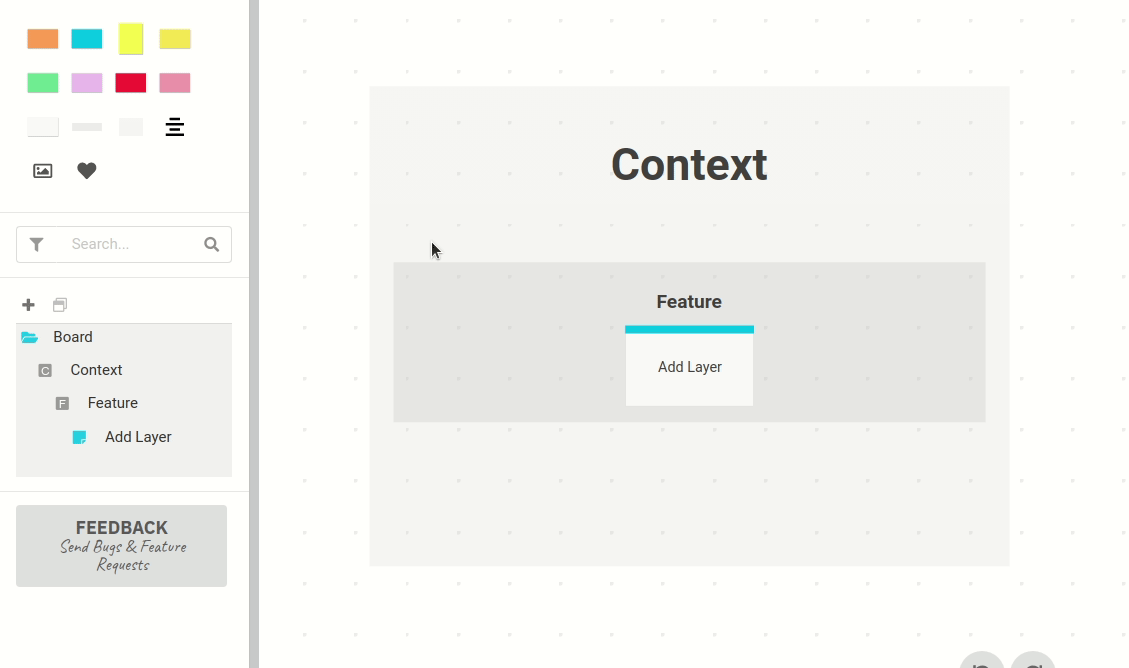 Search...
Board
C Context
F Feature
Add Layer
FEEDBACK
Send Bugs & Feature
Requests
Context
Feature
Add Layer